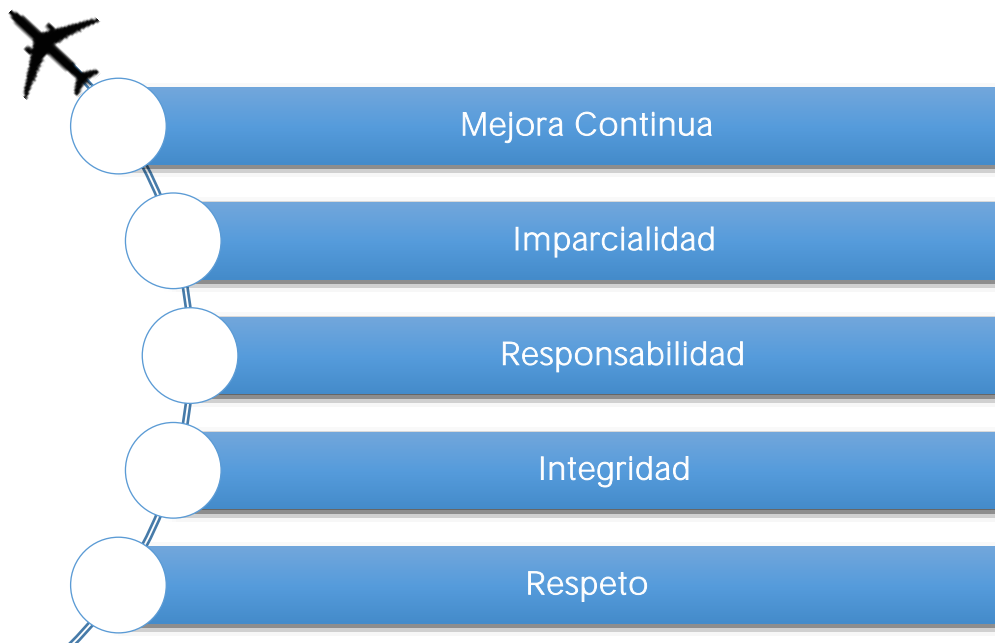 Mejora Continua
Imparcialidad
Responsabilidad
Integridad
Respeto